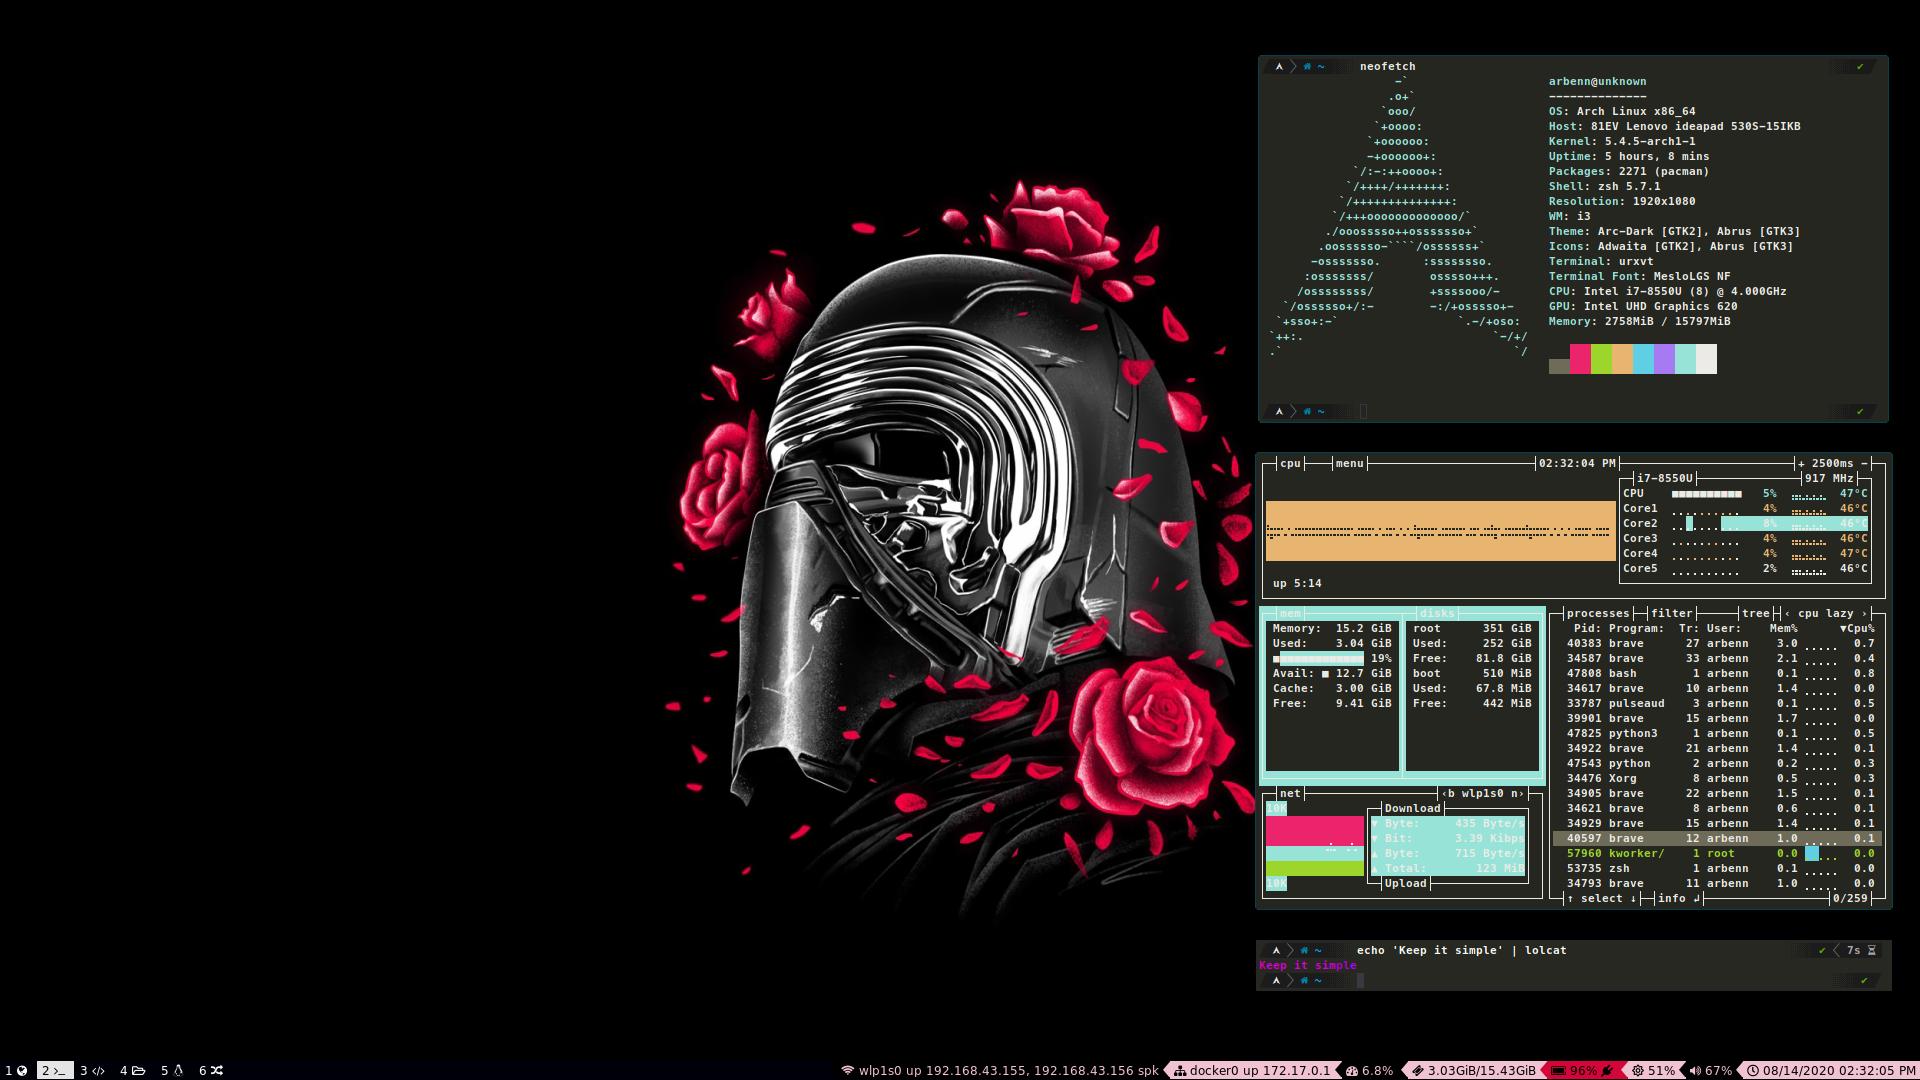 neofetch
arbenn@unknown
--------------
OS: Arch Linux x86_64
Host: 81EV Lenovo ideapad 530S-15IKB
Kernel: 5.4.5-arch1-1
Uptime: 5 hours, 8 mins
Packages: 2271 (pacman)
Shell: zsh 5.7.1
Resolution: 1920x1080
WM: i3
Theme: Arc-Dark [GTK2], Abrus [GTK3]
Icons: Adwaita [GTK2], Abrus [GTK3]
Terminal: urxvt
Terminal Font: MesloLGS NF
CPU: Intel i7-8550U (8) @ 4.000GHz
GPU: Intel UHD Graphics 620
Memory: 2758MiB / 15797MiB
~
cpu menu 02:32:04 PM + 2500ms -
i7-8550U 917 MHz
CPU 5% 47°C
Core1 4% 46°C
Core2 8% 46°C
Core3 4% 46°C
Core4 4% 47°C
Core5 2% 46°C
up 5:14
mem disks
Memory: 15.2 GiB root 351 GiB
Used: 3.04 GiB Used: 252 GiB
19% Free: 81.8 GiB
Avail: 12.7 GiB boot 510 MiB
Cache: 3.00 GiB Used: 67.8 MiB
Free: 9.41 GiB Free: 442 MiB
net ‹b wlp1s0 n›
10K Download
▼ Byte: 435 Byte/s
▼ Bit: 3.39 Kibps
▲ Byte: 715 Byte/s
▲ Total: 123 MiB
10K Upload
processes filter tree ‹ cpu lazy ›
Pid: Program: Tr: User: Mem% ▼Cpu%
40383 brave 27 arbenn 3.0 0.7
34587 brave 33 arbenn 2.1 0.4
47808 bash 1 arbenn 0.1 0.8
34617 brave 10 arbenn 1.4 0.0
33787 pulseaud 3 arbenn 0.1 0.5
39901 brave 15 arbenn 1.7 0.0
47825 python3 1 arbenn 0.1 0.5
34922 brave 21 arbenn 1.4 0.1
47543 python 2 arbenn 0.2 0.3
34476 Xorg 8 arbenn 0.5 0.3
34905 brave 22 arbenn 1.5 0.1
34621 brave 8 arbenn 0.6 0.1
34929 brave 15 arbenn 1.4 0.1
40597 brave 12 arbenn 1.0 0.1
57960 kworker/ 1 root 0.0 0.0
53735 zsh 1 arbenn 0.1 0.0
34793 brave 11 arbenn 1.0 0.0
↑ select ↓ info ↲ 0/259
~ echo 'Keep it simple' | lolcat 7s
Keep it simple
~
1 2 3 4 5 6 wlp1s0 up 192.168.43.155, 192.168.43.156 spk docker0 up 172.17.0.1 6.8% 3.03GiB/15.43GiB 96% 51% 67% 08/14/2020 02:32:05 PM